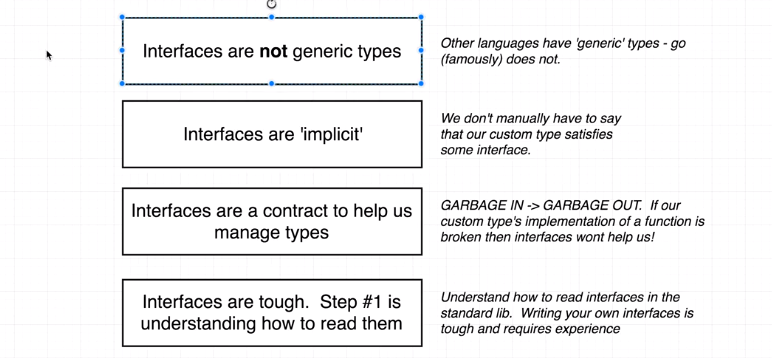 Interfaces are not generic types
Other languages have 'generic' types - go
(famously) does not.
Interfaces are 'implicit'
We don't manually have to say
that our custom type satisfies
some interface.
Interfaces are a contract to help us
manage types
GARBAGE IN -> GARBAGE OUT.  If our
custom type's implementation of a function is
broken then interfaces wont help us!
Interfaces are tough.  Step #1 is
understanding how to read them
Understand how to read interfaces in the
standard lib.  Writing your own interfaces is
tough and requires experience